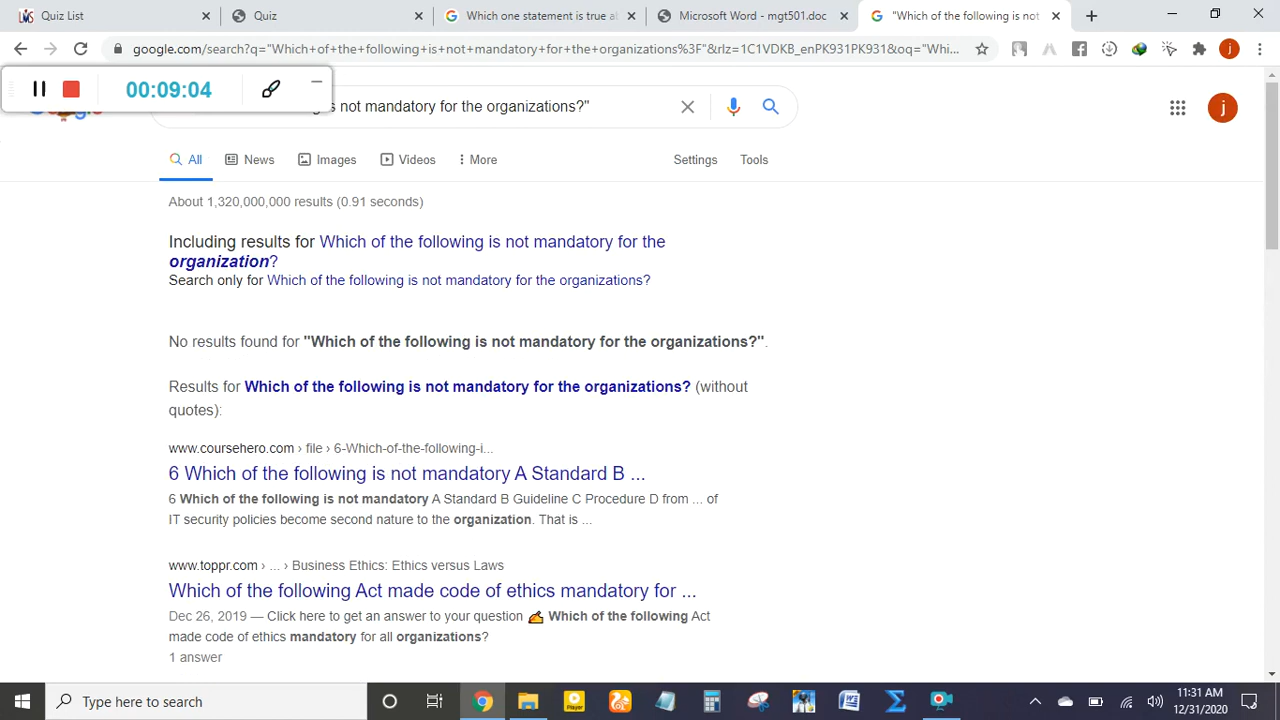 Quiz List
Quiz
Which one statement is true al
Microsoft Word - mgt501.doc
"Which of the following is not
google.com/search?q="Which+of+the+following+is+not+mandatory+for+the+organizations%3F"&rlz=1C1VDKB_enPK931PK931&oq="Whi...
j
00:09:04
is not mandatory for the organizations?"
j
All
News
Images
Videos
More
Settings
Tools
About 1,320,000,000 results (0.91 seconds)
Including results for Which of the following is not mandatory for the
organization?
Search only for Which of the following is not mandatory for the organizations?
No results found for "Which of the following is not mandatory for the organizations?".
Results for Which of the following is not mandatory for the organizations? (without
quotes):
www.coursehero.com › file › 6-Which-of-the-following-i...
6 Which of the following is not mandatory A Standard B ...
6 Which of the following is not mandatory A Standard B Guideline C Procedure D from ... of
IT security policies become second nature to the organization. That is ...
www.toppr.com › ... › Business Ethics: Ethics versus Laws
Which of the following Act made code of ethics mandatory for ...
Dec 26, 2019 — Click here to get an answer to your question ✍ Which of the following Act
made code of ethics mandatory for all organizations?
1 answer
Type here to search
11:31 AM
12/31/2020